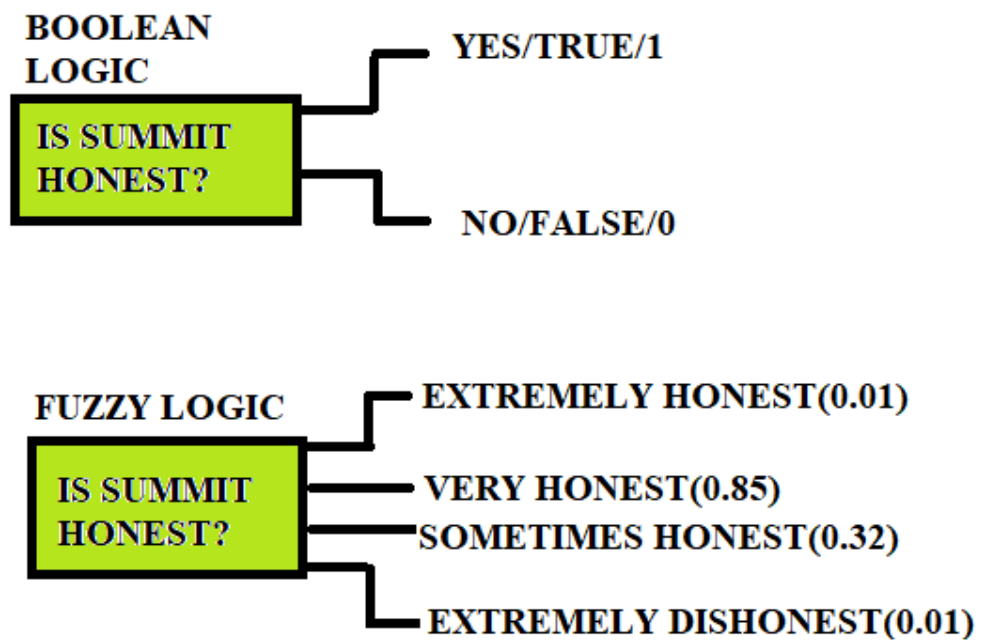 BOOLEAN
LOGIC
YES/TRUE/1
IS SUMMIT
HONEST?
NO/FALSE/0
FUZZY LOGIC
EXTREMELY HONEST(0.01)
IS SUMMIT
HONEST?
VERY HONEST(0.85)
SOMETIMES HONEST(0.32)
EXTREMELY DISHONEST(0.01)